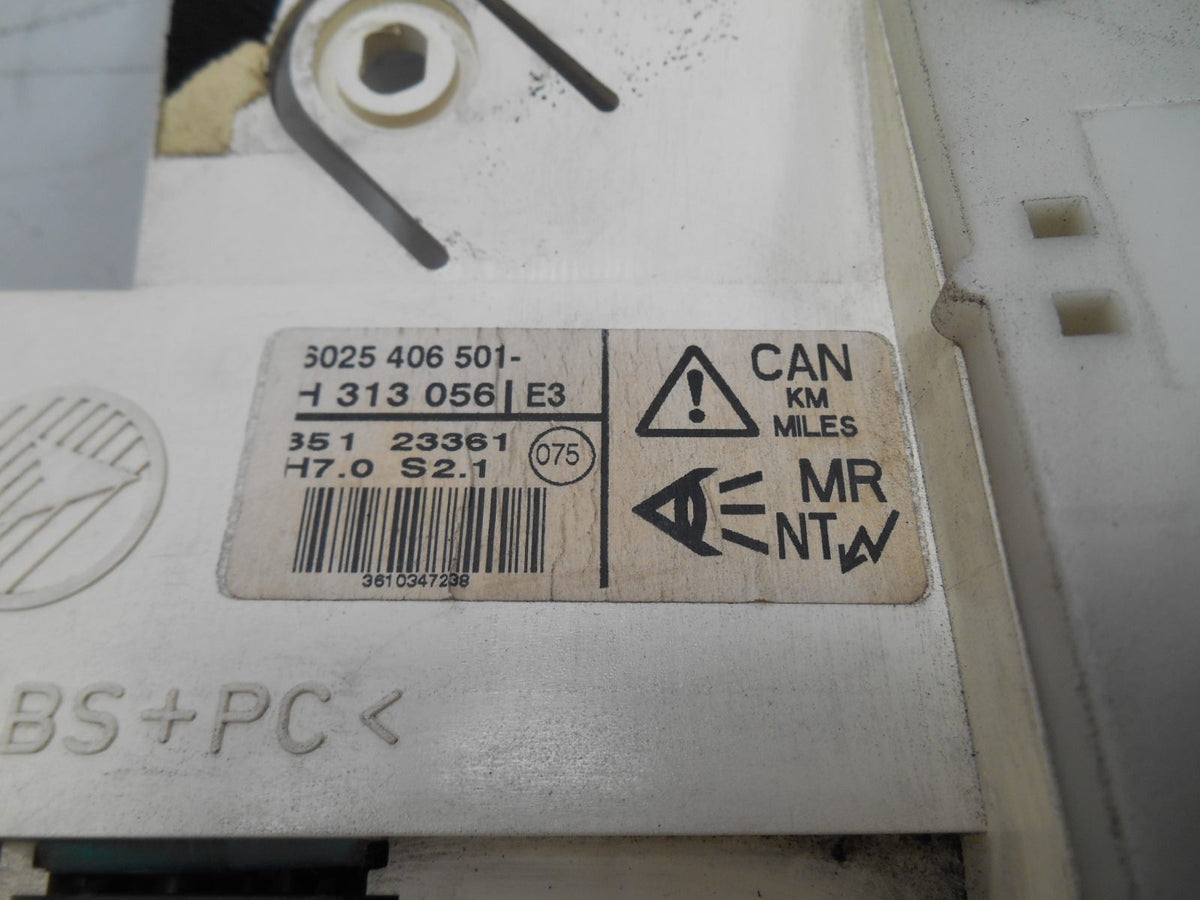 6025 406 501-
H 313 056 E3
351 23361
H7.0 S2.1
075
3610347238
CAN
KM
MILES
MR
NT
BS+PC<